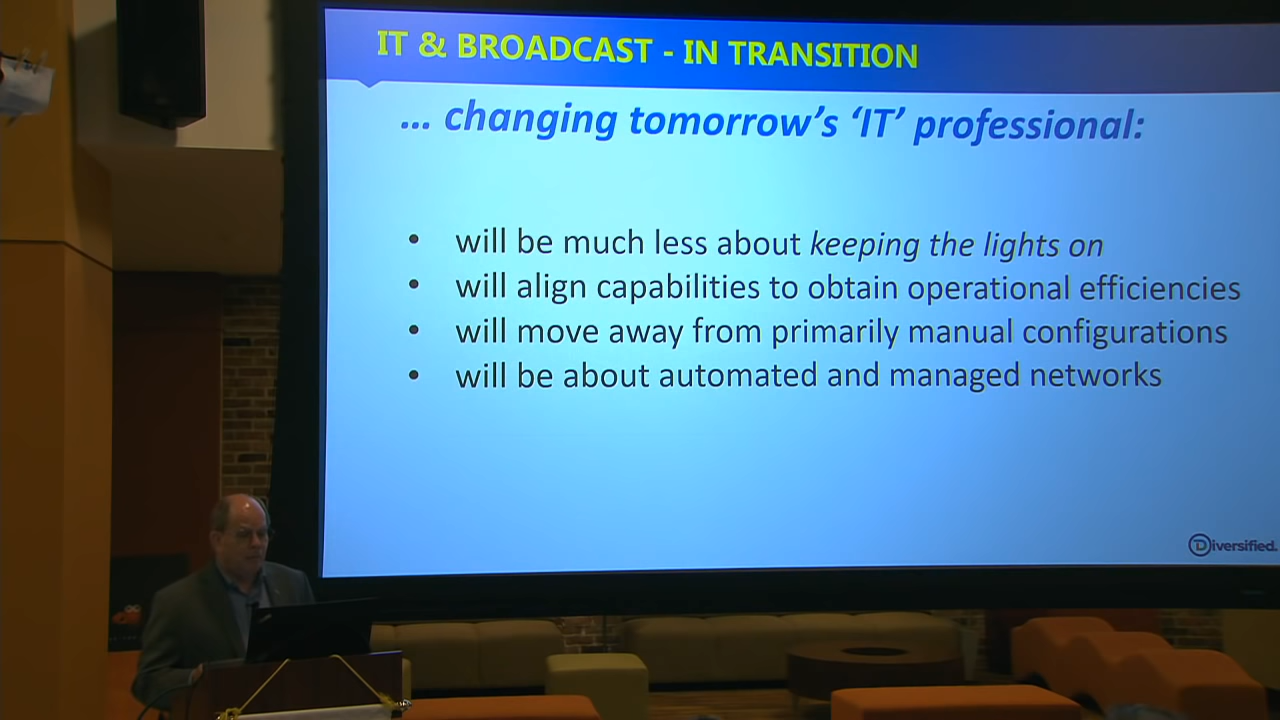 IT & BROADCAST - IN TRANSITION
... changing tomorrow's 'IT' professional:
• will be much less about keeping the lights on
• will align capabilities to obtain operational efficiencies
• will move away from primarily manual configurations
• will be about automated and managed networks
Diversified.